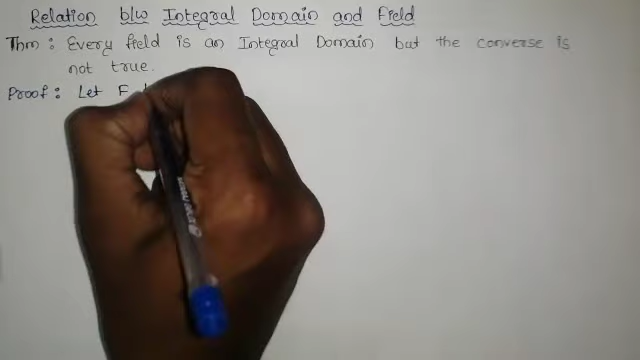 Relation b/w Integral Domain and Field
Thm : Every field is an Integral Domain but the converse is
not true.
Proof : Let F